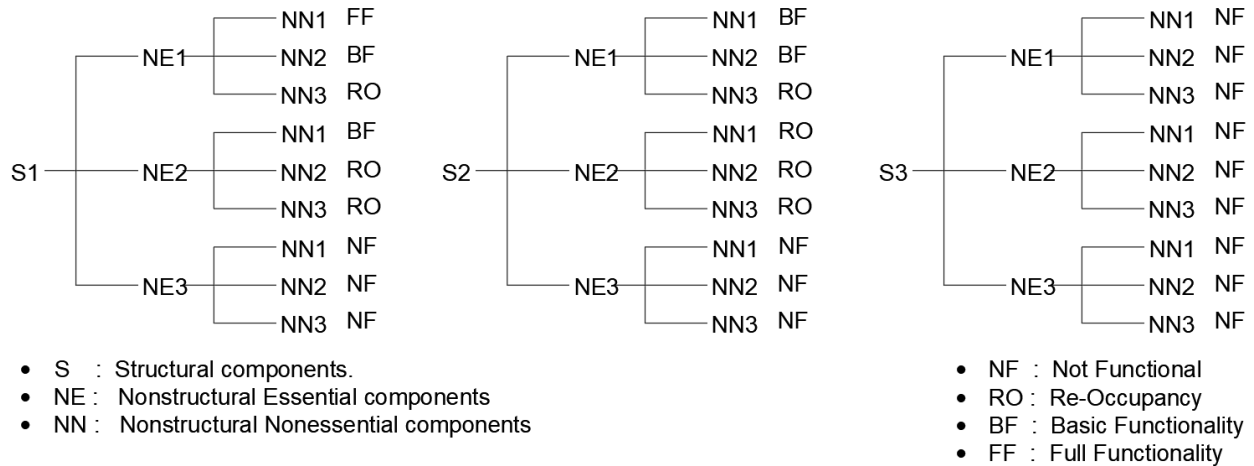 NN1 FF
NE1 NN2 BF
NN3 RO
NN1 BF
S1 NE2 NN2 RO
NN3 RO
NN1 NF
NE3 NN2 NF
NN3 NF
NN1 BF
NE1 NN2 BF
NN3 RO
NN1 RO
S2 NE2 NN2 RO
NN3 RO
NN1 NF
NE3 NN2 NF
NN3 NF
NN1 NF
NE1 NN2 NF
NN3 NF
NN1 NF
S3 NE2 NN2 NF
NN3 NF
NN1 NF
NE3 NN2 NF
NN3 NF
• S : Structural components.
• NE : Nonstructural Essential components
• NN : Nonstructural Nonessential components
• NF : Not Functional
• RO : Re-Occupancy
• BF : Basic Functionality
• FF : Full Functionality